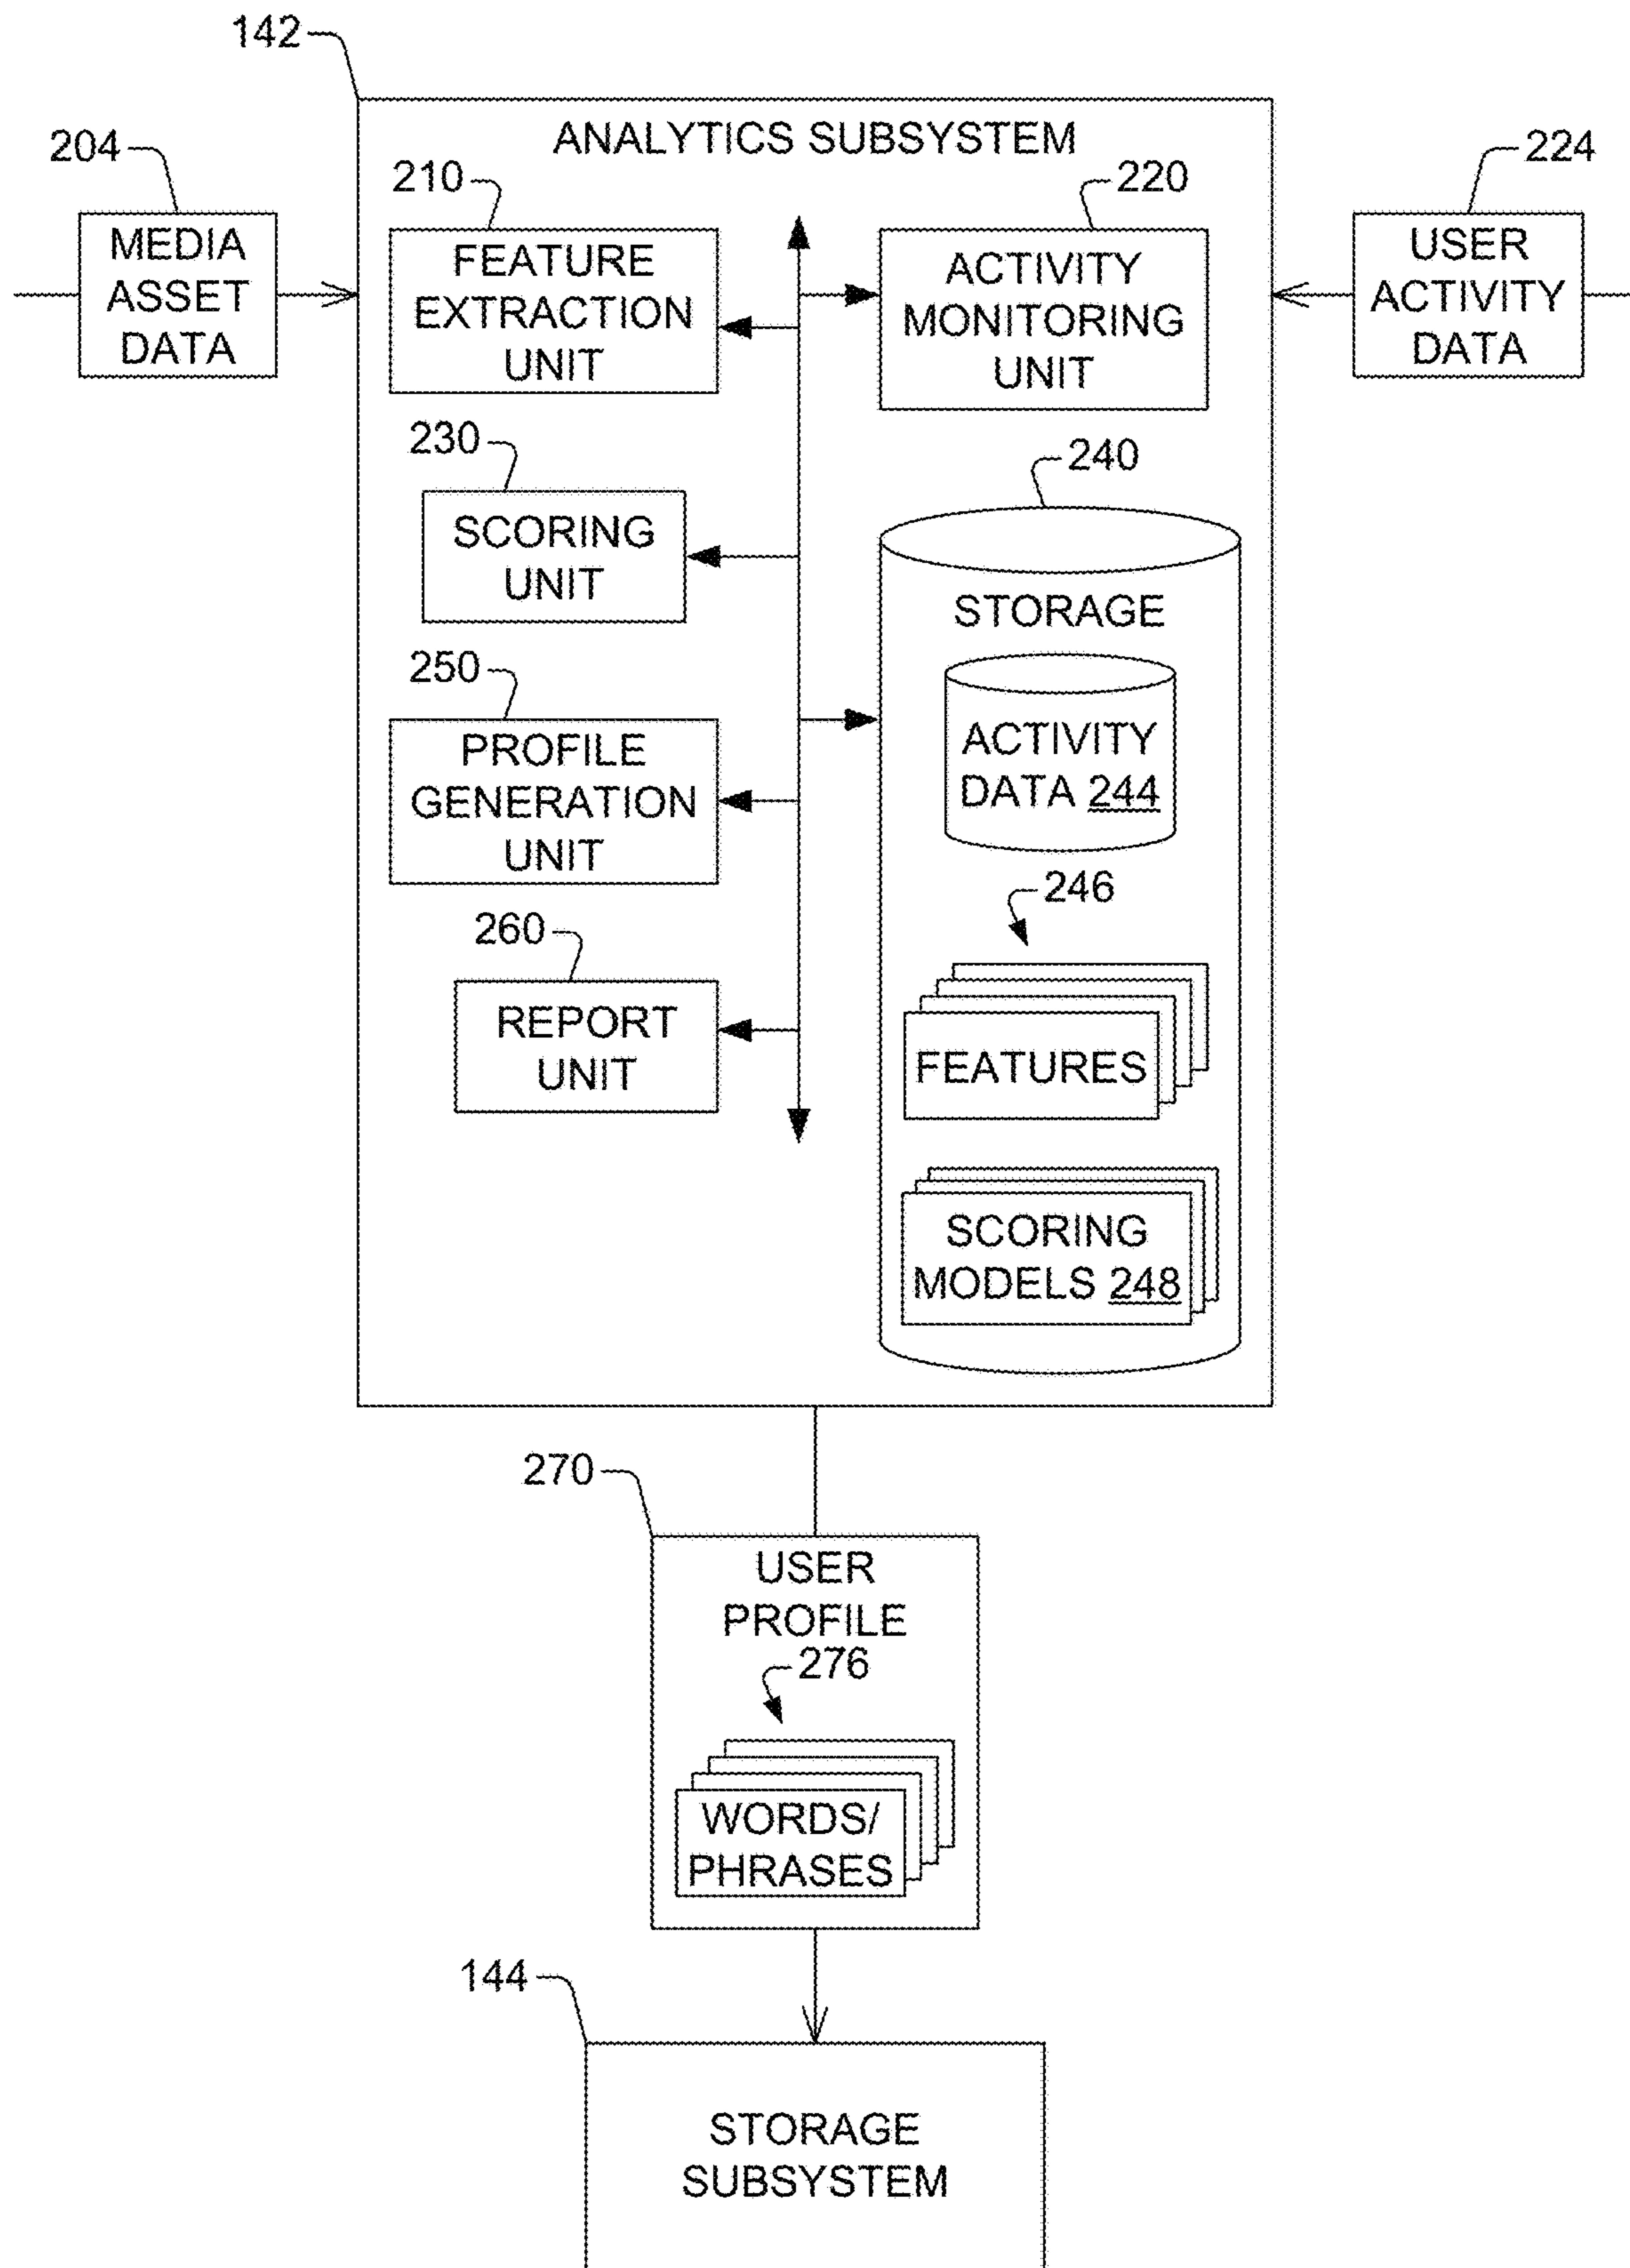 142
ANALYTICS SUBSYSTEM
204
MEDIA
ASSET
DATA
210
FEATURE
EXTRACTION
UNIT
220
ACTIVITY
MONITORING
UNIT
224
USER
ACTIVITY
DATA
230
SCORING
UNIT
240
STORAGE
ACTIVITY
DATA 244
250
PROFILE
GENERATION
UNIT
246
FEATURES
260
REPORT
UNIT
SCORING
MODELS 248
270
USER
PROFILE
276
WORDS/
PHRASES
144
STORAGE
SUBSYSTEM